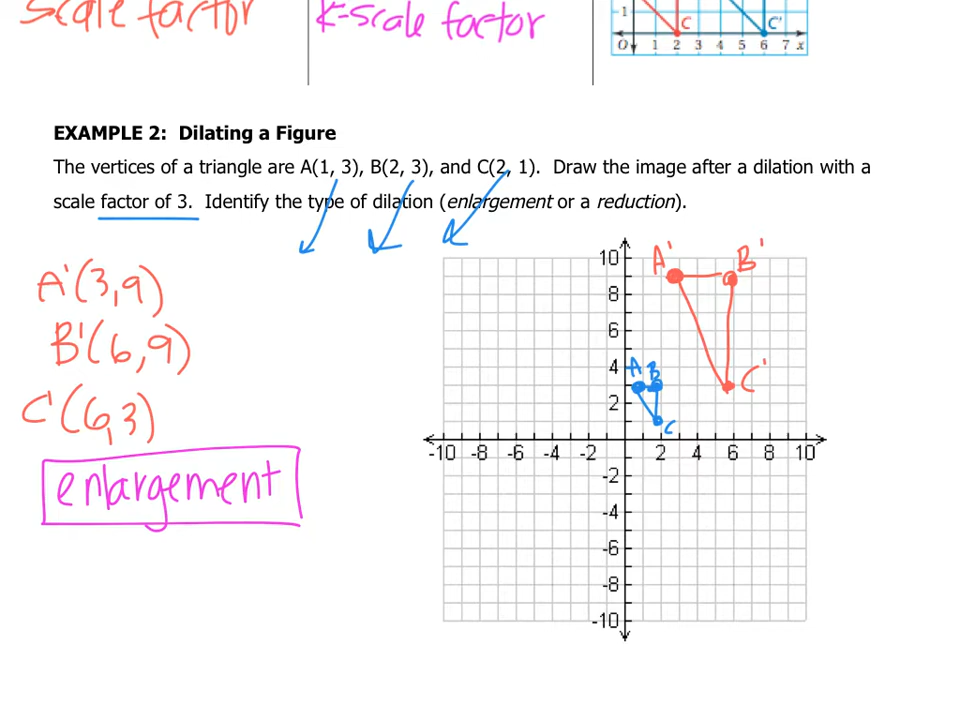 scale factor
k-scale factor
1
C
C'
O 1 2 3 4 5 6 7 x
EXAMPLE 2: Dilating a Figure
The vertices of a triangle are A(1, 3), B(2, 3), and C(2, 1). Draw the image after a dilation with a
scale factor of 3. Identify the type of dilation (enlargement or a reduction).
A'(3,9)
B'(6,9)
C'(6,3)
enlargement
A' B'
10
8
6
4 A B C'
2
C
-10 -8 -6 -4 -2 2 4 6 8 10
-2
-4
-6
-8
-10